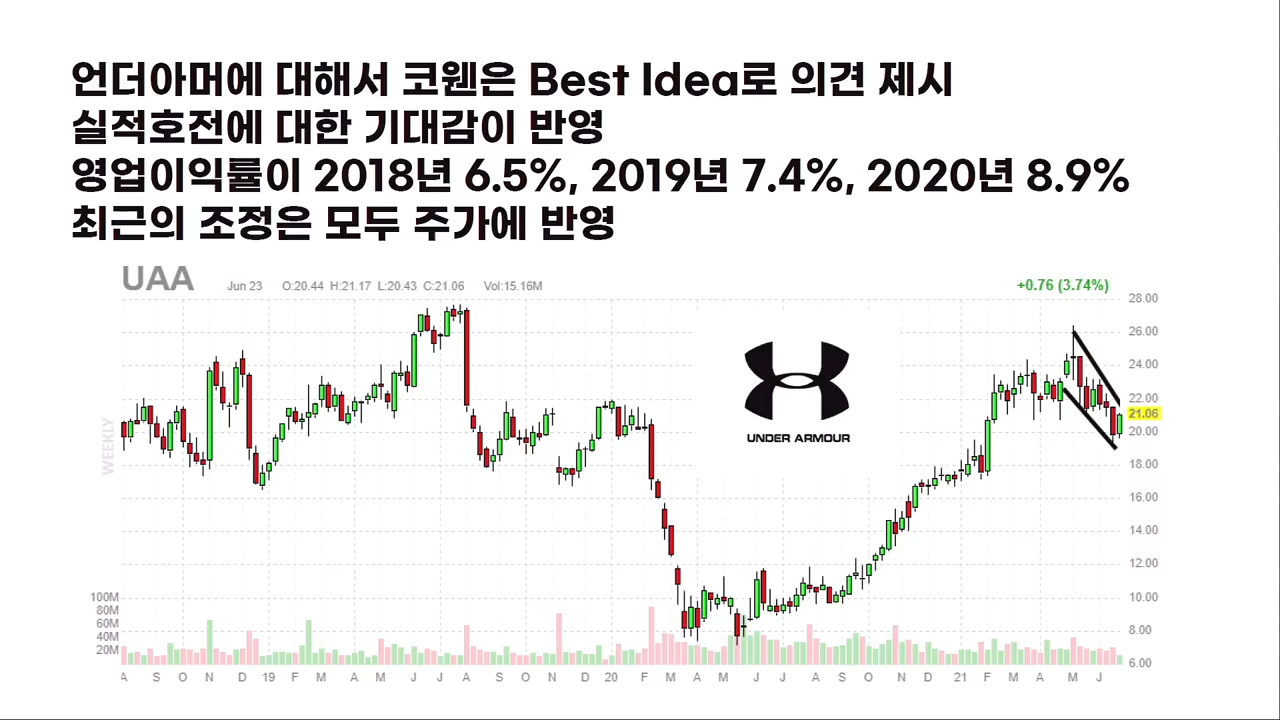 언더아머에 대해서 코웬은 Best Idea로 의견 제시
실적호전에 대한 기대감이 반영
영업이익률이 2018년 6.5%, 2019년 7.4%, 2020년 8.9%
최근의 조정은 모두 주가에 반영
UAA Jun 23 O:20.44 H:21.17 L:20.43 C:21.06 Vol:15.16M +0.76 (3.74%)
28.00
26.00
24.00
22.00
21.06
20.00
18.00
16.00
14.00
12.00
10.00
8.00
6.00
UNDER ARMOUR
WEEKLY
100M
80M
60M
40M
20M
A S O N D 19 F M A M J J A S O N D 20 F M A M J J A S O N D 21 F M A M J